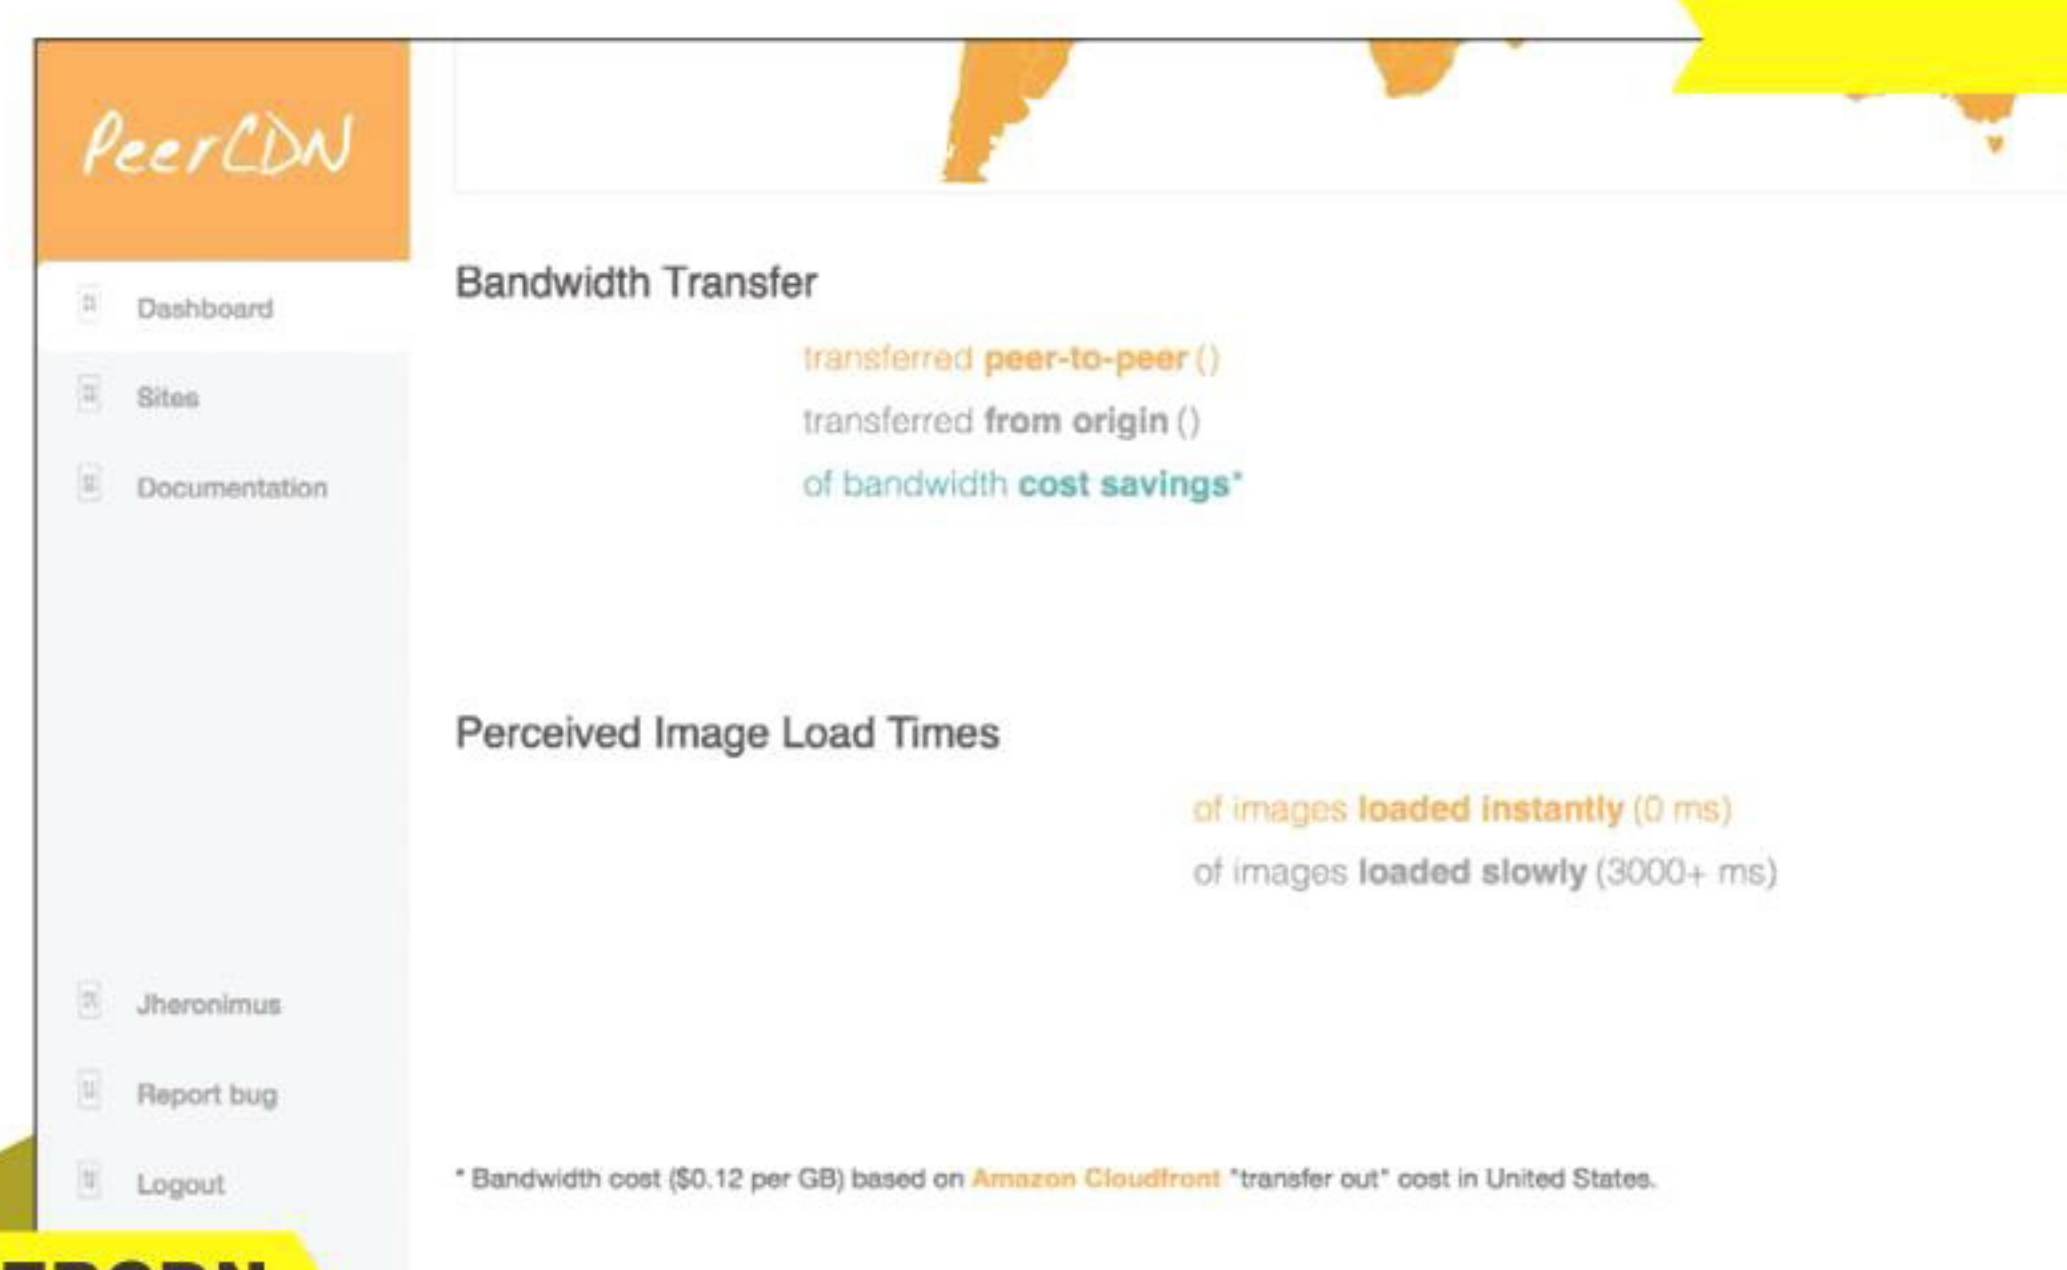 PeerCDN
Dashboard
Sites
Documentation
Bandwidth Transfer
transferred peer-to-peer ()
transferred from origin ()
of bandwidth cost savings*
Perceived Image Load Times
of images loaded instantly (0 ms)
of images loaded slowly (3000+ ms)
Jheronimus
Report bug
Logout
* Bandwidth cost ($0.12 per GB) based on Amazon Cloudfront "transfer out" cost in United States.